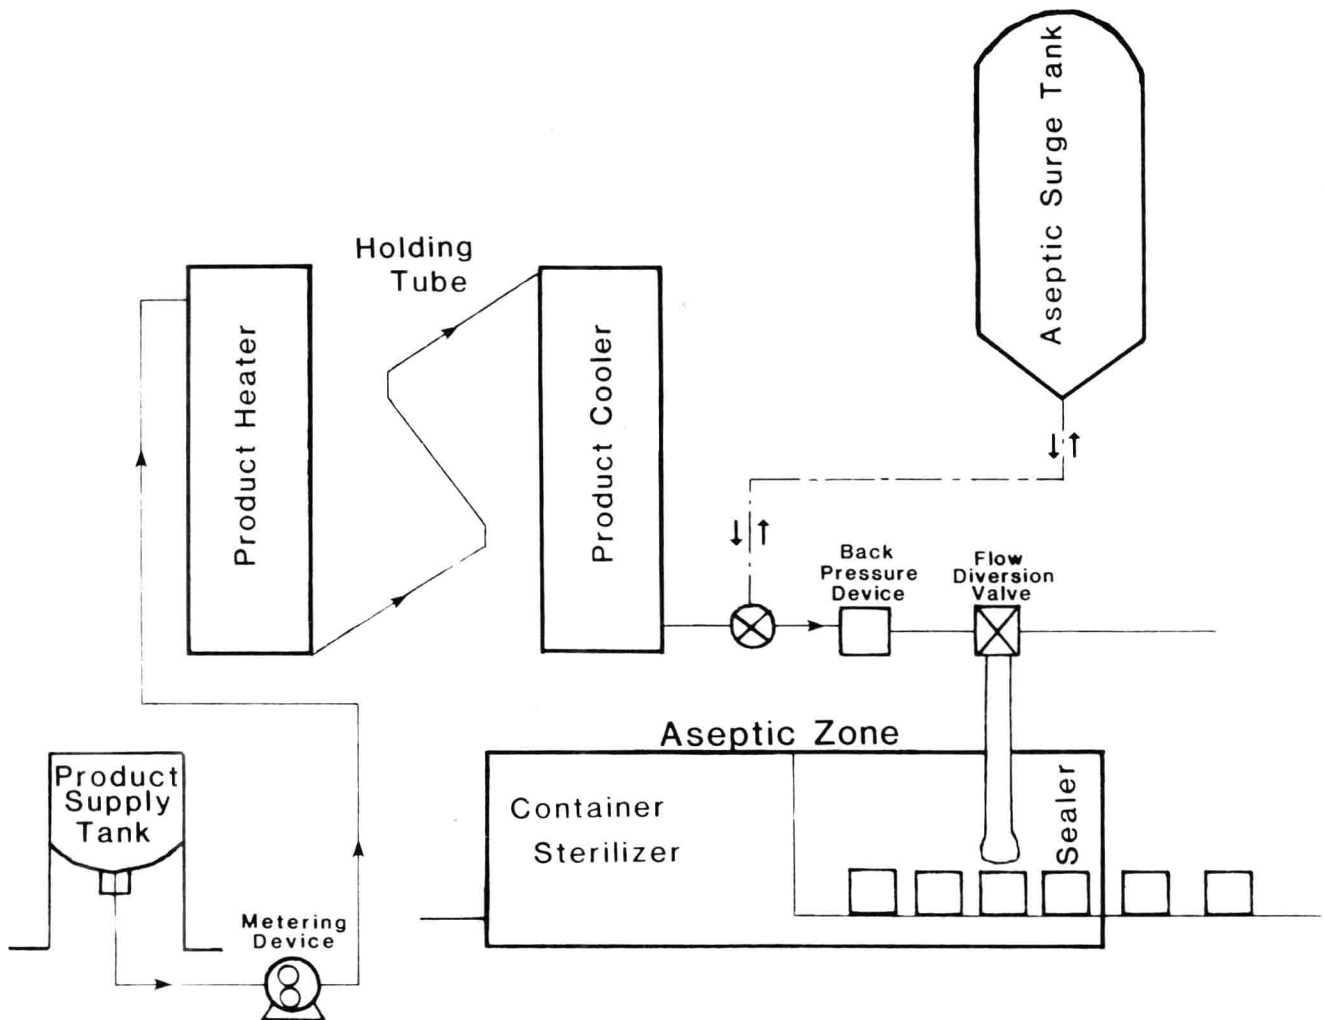 Aseptic Surge Tank
Holding
Tube
Product Heater
Product Cooler
Back
Pressure
Device
Flow
Diversion
Valve
Aseptic Zone
Product
Supply
Tank
Container
Sterilizer
Sealer
Metering
Device